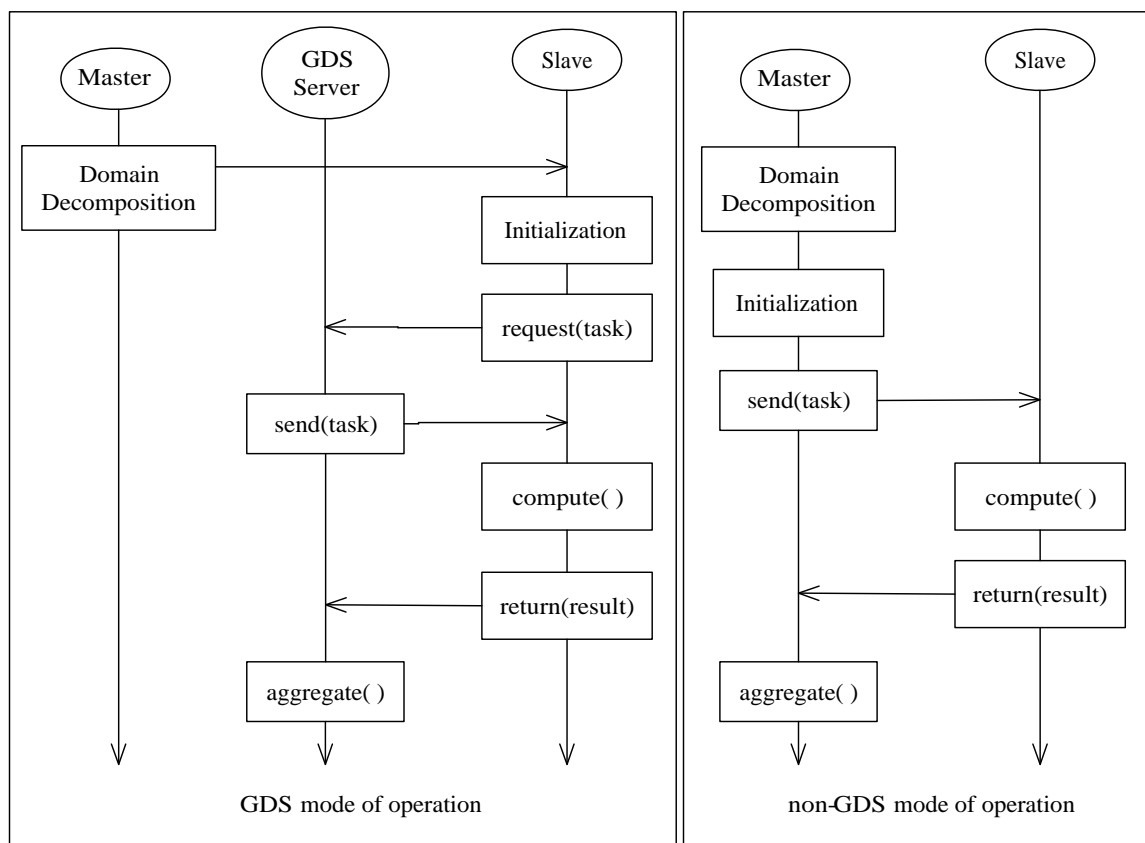 Master
GDS
Server
Slave
Domain
Decomposition
Initialization
request(task)
send(task)
compute( )
return(result)
aggregate( )
GDS mode of operation
Master
Slave
Domain
Decomposition
Initialization
send(task)
compute( )
return(result)
aggregate( )
non-GDS mode of operation